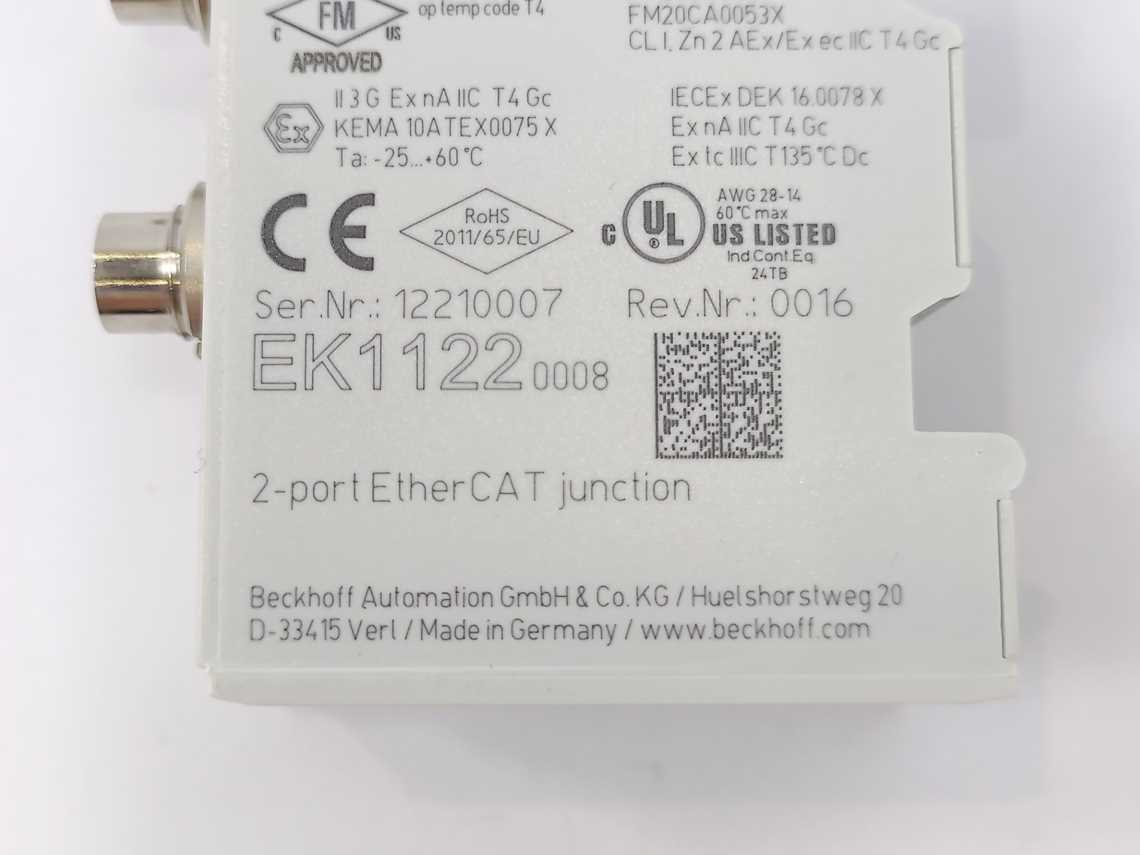 FM
C US
APPROVED
op temp code T4
FM20CA0053X
CL I, Zn 2 AEx/Ex ec IIC T4 Gc
Ex
II 3 G Ex nA IIC T4 Gc
KEMA 10ATEX0075 X
Ta: -25...+60°C
IECEx DEK 16.0078 X
Ex nA IIC T4 Gc
Ex tc IIIC T135°C Dc
CE
RoHS
2011/65/EU
C UL ® US LISTED
AWG 28-14
60°C max
Ind.Cont.Eq.
24TB
Ser.Nr.: 12210007 Rev.Nr.: 0016
EK1122 0008
2-port EtherCAT junction
Beckhoff Automation GmbH & Co. KG / Huelshorstweg 20
D-33415 Verl / Made in Germany / www.beckhoff.com